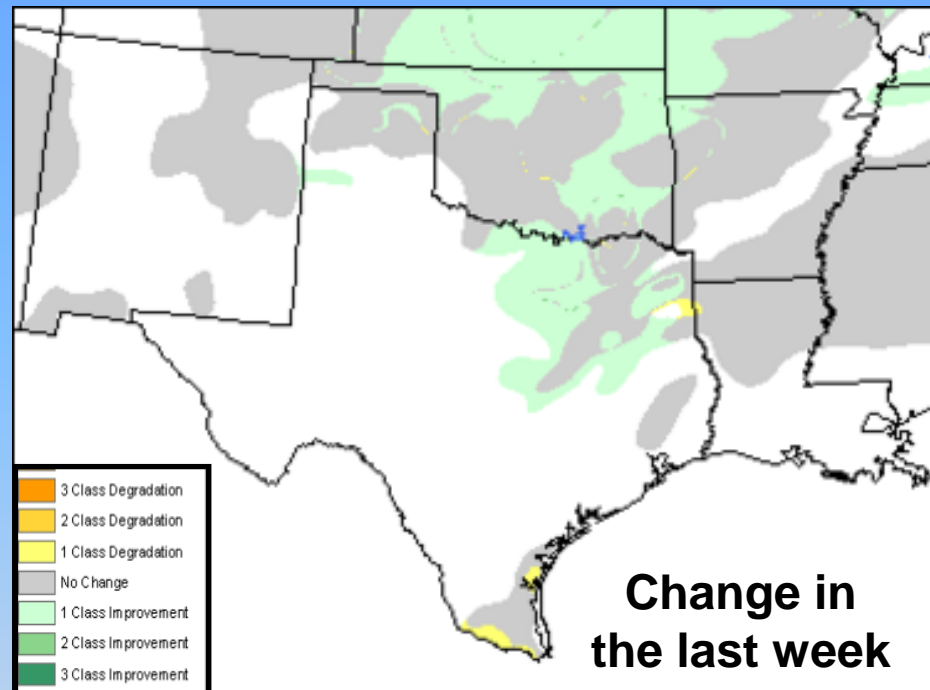 3 Class Degradation
2 Class Degradation
1 Class Degradation
No Change
1 Class Improvement
2 Class Improvement
3 Class Improvement
Change in
the last week